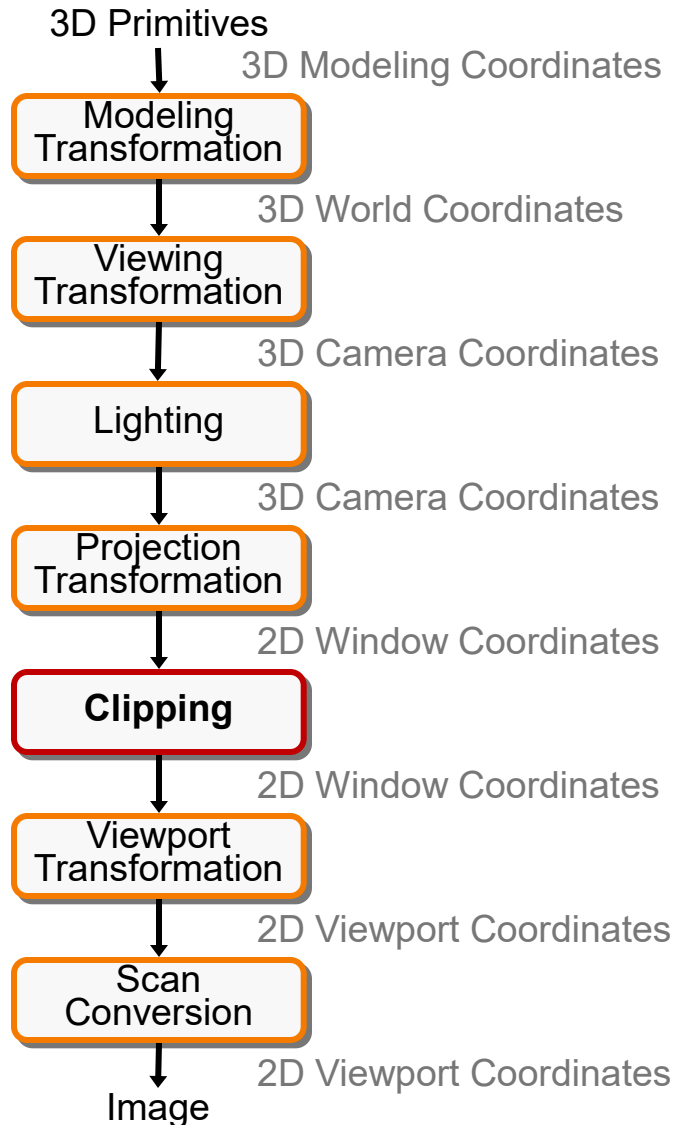 3D Primitives
3D Modeling Coordinates
Modeling
Transformation
3D World Coordinates
Viewing
Transformation
3D Camera Coordinates
Lighting
3D Camera Coordinates
Projection
Transformation
2D Window Coordinates
Clipping
2D Window Coordinates
Viewport
Transformation
2D Viewport Coordinates
Scan
Conversion
2D Viewport Coordinates
Image